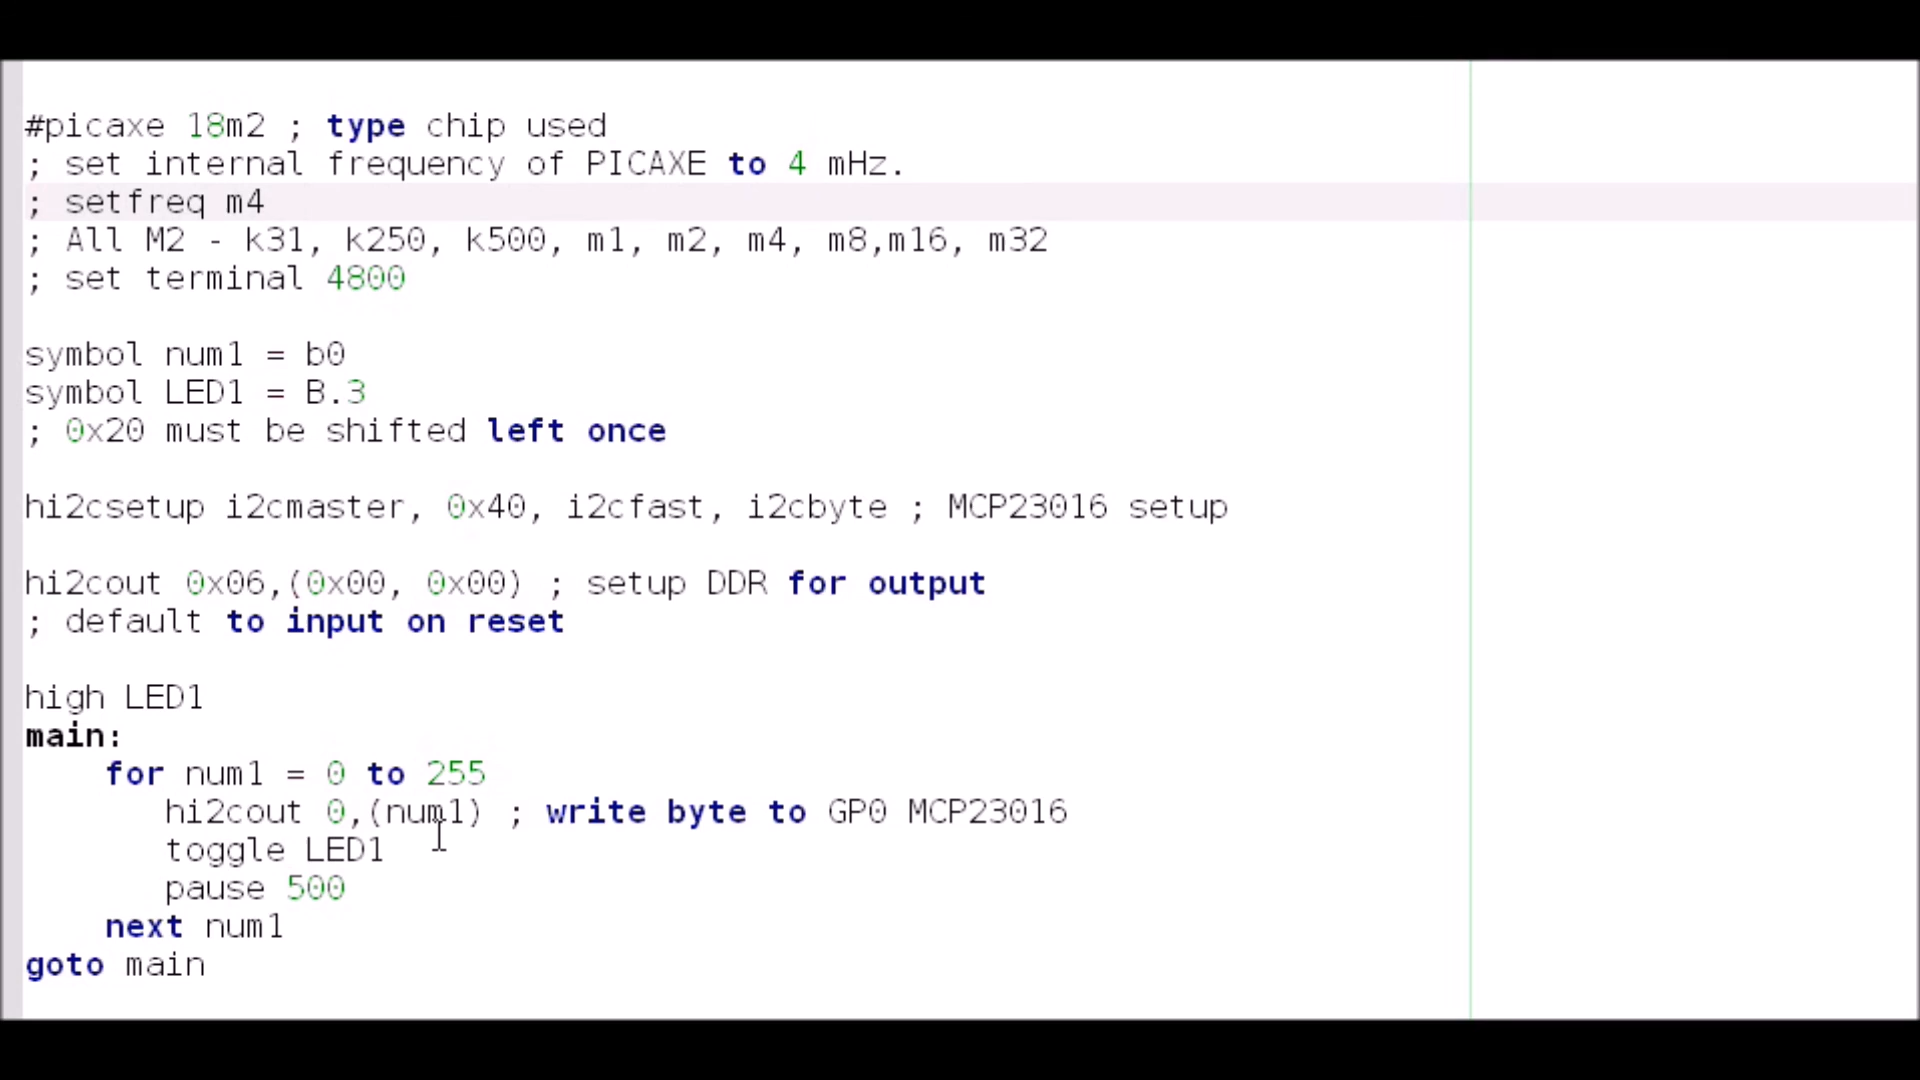 #picaxe 18m2 ; type chip used
; set internal frequency of PICAXE to 4 mHz.
; setfreq m4
; All M2 - k31, k250, k500, m1, m2, m4, m8,m16, m32
; set terminal 4800
symbol num1 = b0
symbol LED1 = B.3
; 0x20 must be shifted left once
hi2csetup i2cmaster, 0x40, i2cfast, i2cbyte ; MCP23016 setup
hi2cout 0x06,(0x00, 0x00) ; setup DDR for output
; default to input on reset
high LED1
main:
for num1 = 0 to 255
hi2cout 0,(num1) ; write byte to GP0 MCP23016
toggle LED1
pause 500
next num1
goto main